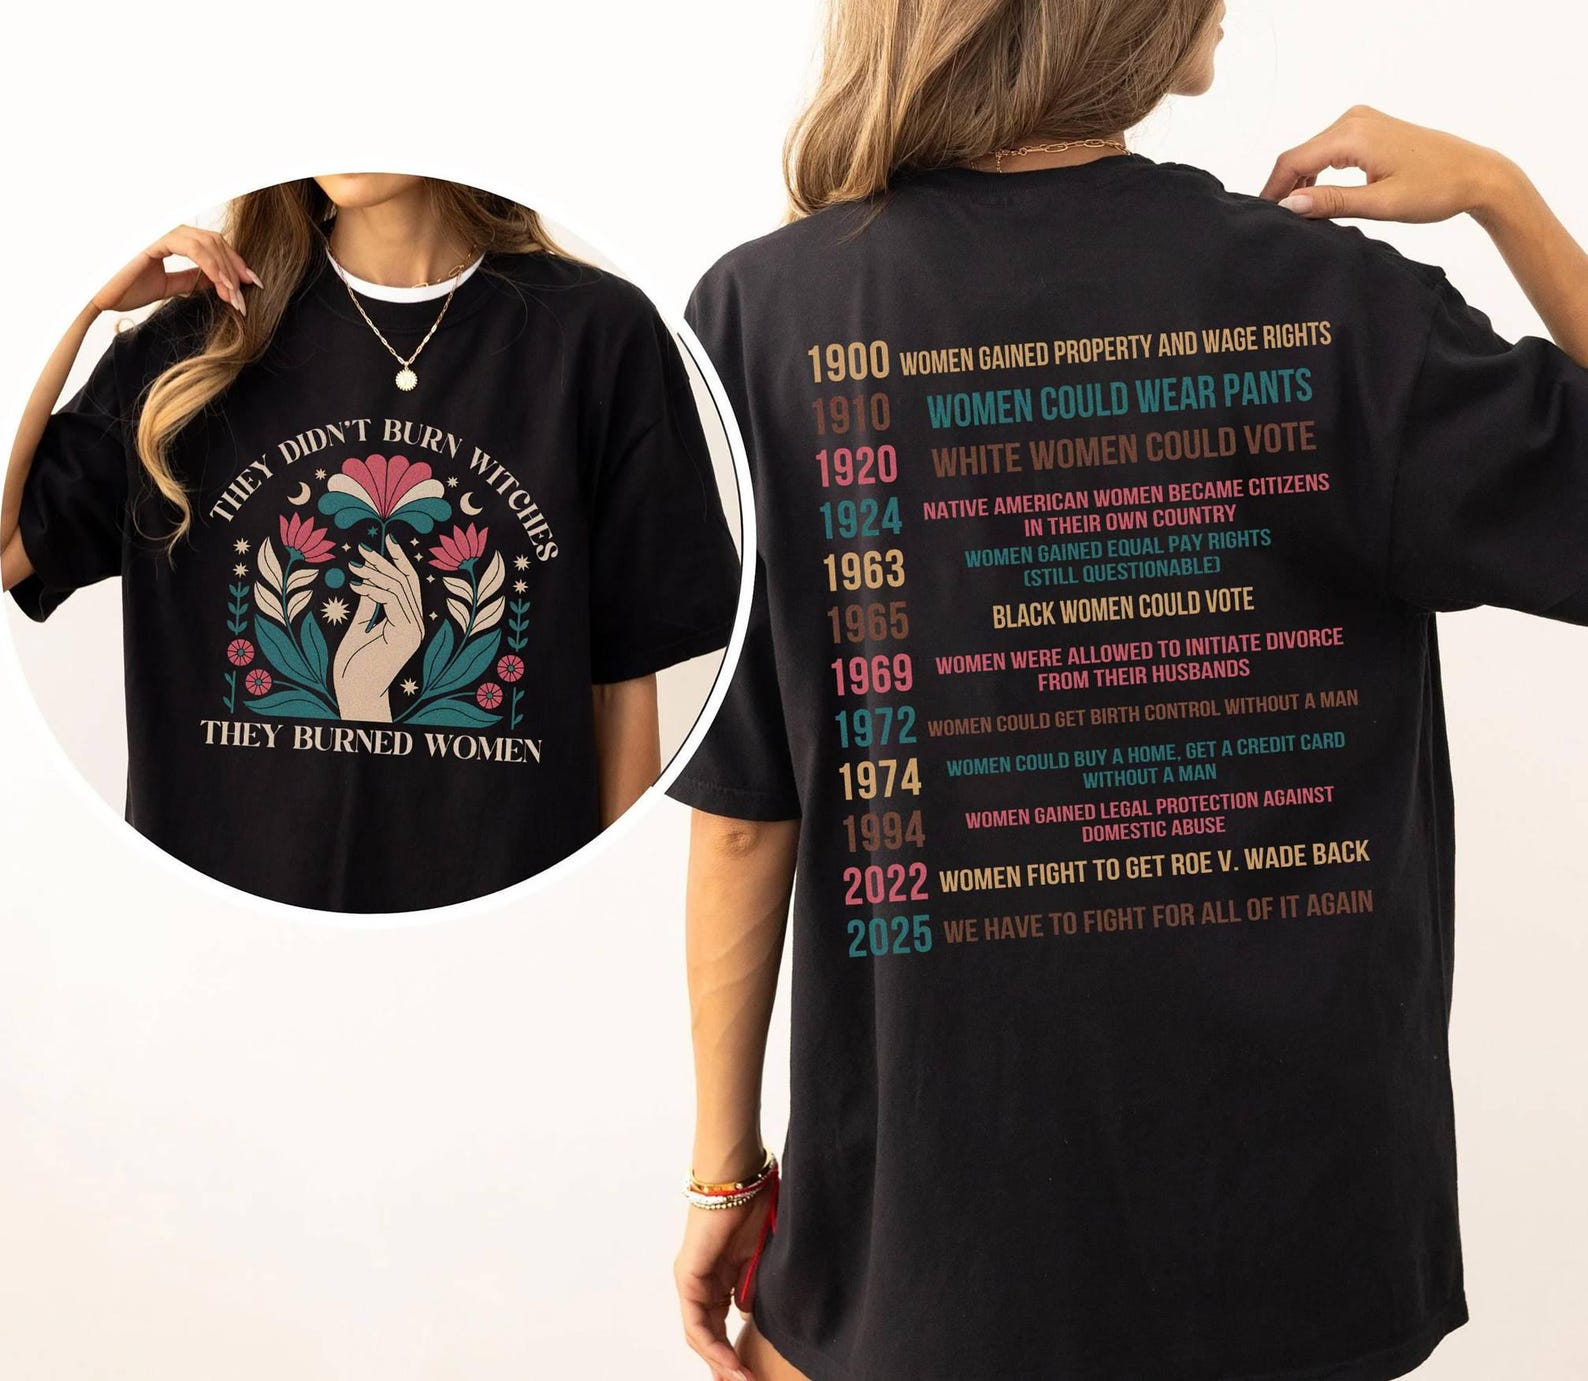 THEY DIDN'T BURN WITCHES
THEY BURNED WOMEN
1900 WOMEN GAINED PROPERTY AND WAGE RIGHTS
1910 WOMEN COULD WEAR PANTS
1920 WHITE WOMEN COULD VOTE
1924 NATIVE AMERICAN WOMEN BECAME CITIZENS
IN THEIR OWN COUNTRY
1963 WOMEN GAINED EQUAL PAY RIGHTS
(STILL QUESTIONABLE)
1965 BLACK WOMEN COULD VOTE
1969 WOMEN WERE ALLOWED TO INITIATE DIVORCE
FROM THEIR HUSBANDS
1972 WOMEN COULD GET BIRTH CONTROL WITHOUT A MAN
1974 WOMEN COULD BUY A HOME, GET A CREDIT CARD
WITHOUT A MAN
1994 WOMEN GAINED LEGAL PROTECTION AGAINST
DOMESTIC ABUSE
2022 WOMEN FIGHT TO GET ROE V. WADE BACK
2025 WE HAVE TO FIGHT FOR ALL OF IT AGAIN